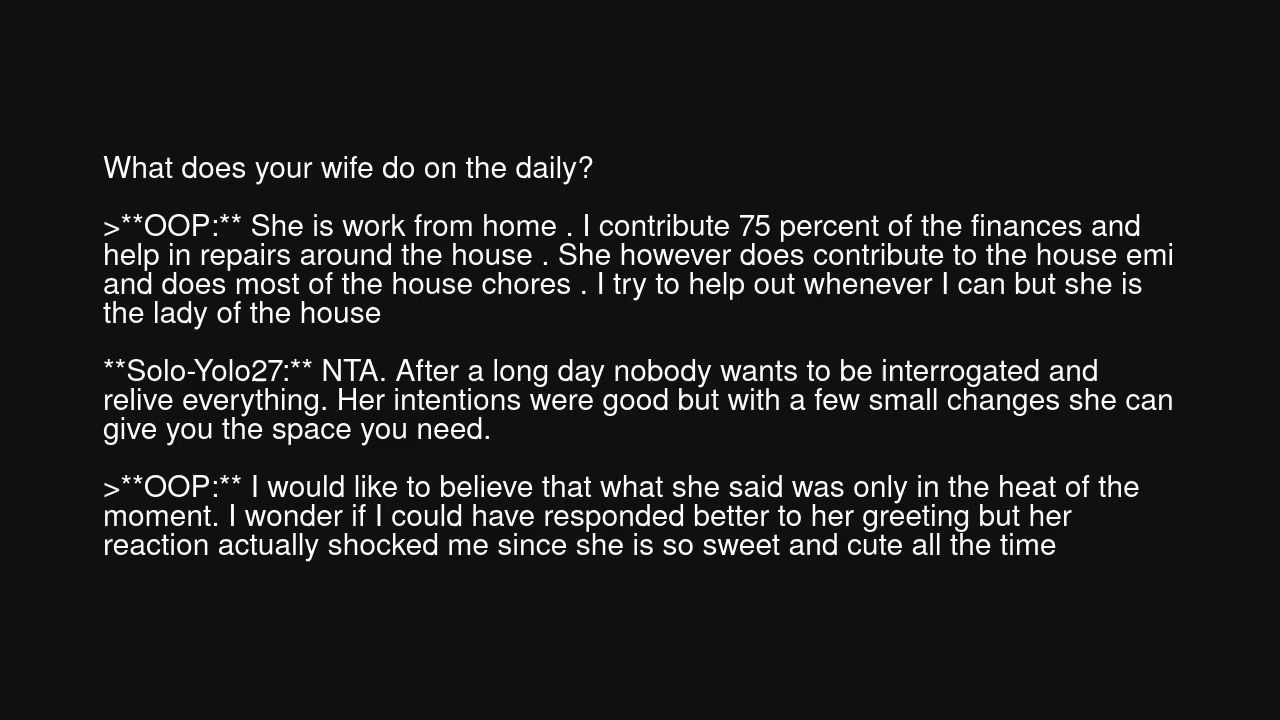 What does your wife do on the daily?
>**OOP:** She is work from home . I contribute 75 percent of the finances and
help in repairs around the house . She however does contribute to the house emi
and does most of the house chores . I try to help out whenever I can but she is
the lady of the house
**Solo-Yolo27:** NTA. After a long day nobody wants to be interrogated and
relive everything. Her intentions were good but with a few small changes she can
give you the space you need.
>**OOP:** I would like to believe that what she said was only in the heat of the
moment. I wonder if I could have responded better to her greeting but her
reaction actually shocked me since she is so sweet and cute all the time